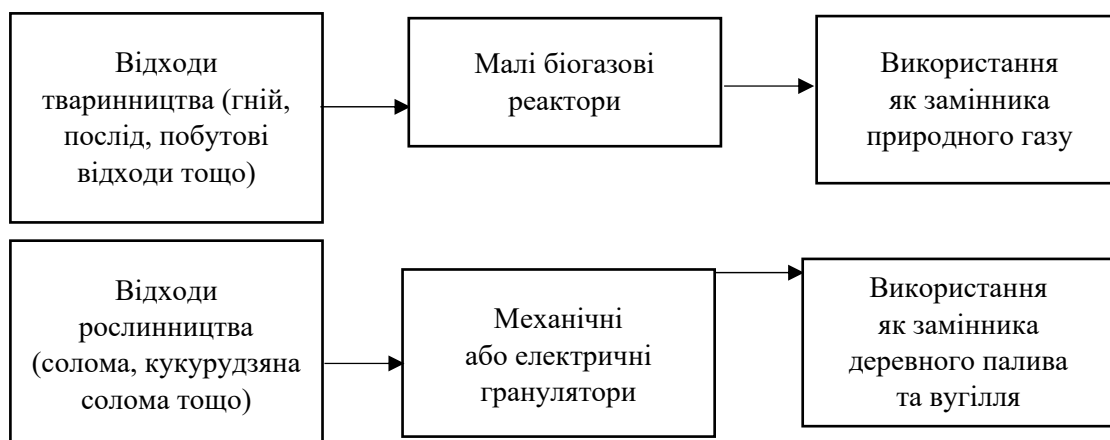 Відходи
тваринництва (гній,
послід, побутові
відходи тощо)
Малі біогазові
реактори
Використання
як замінника
природного газу
Відходи
рослинництва
(солома, кукурудзяна
солома тощо)
Механічні
або електричні
гранулятори
Використання
як замінника
деревного палива
та вугілля